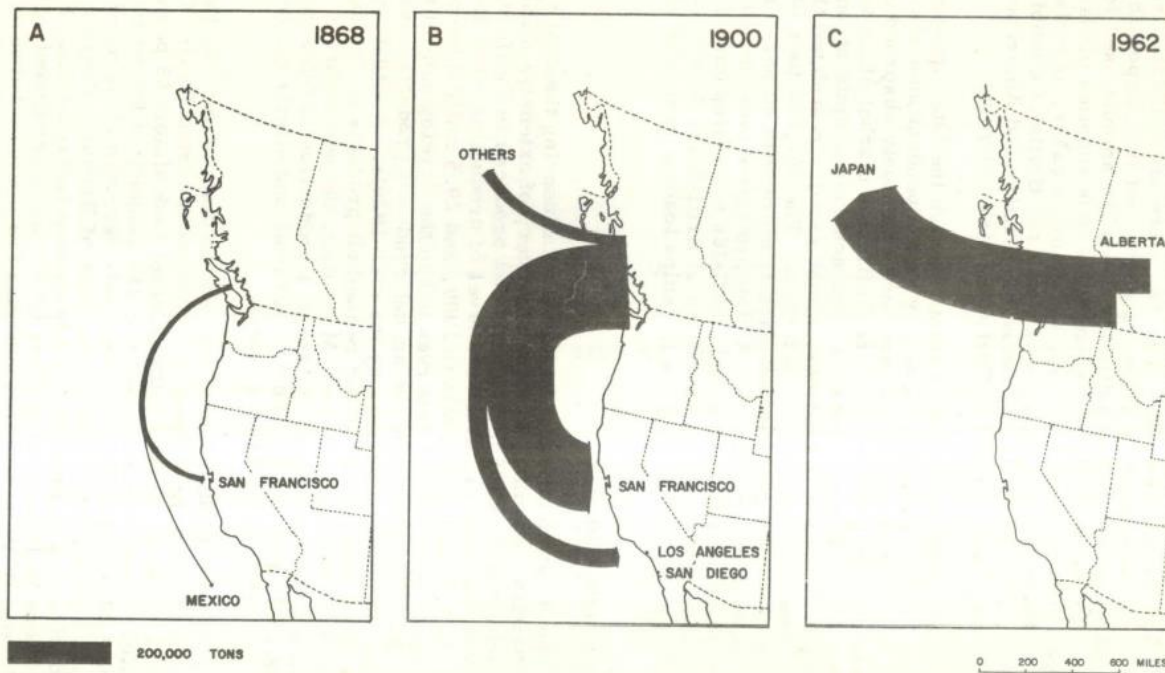 A
1868
SAN FRANCISCO
MEXICO
B
1900
OTHERS
SAN FRANCISCO
LOS ANGELES
SAN DIEGO
C
1962
JAPAN
ALBERTA
200,000 TONS
0 200 400 600 MILES